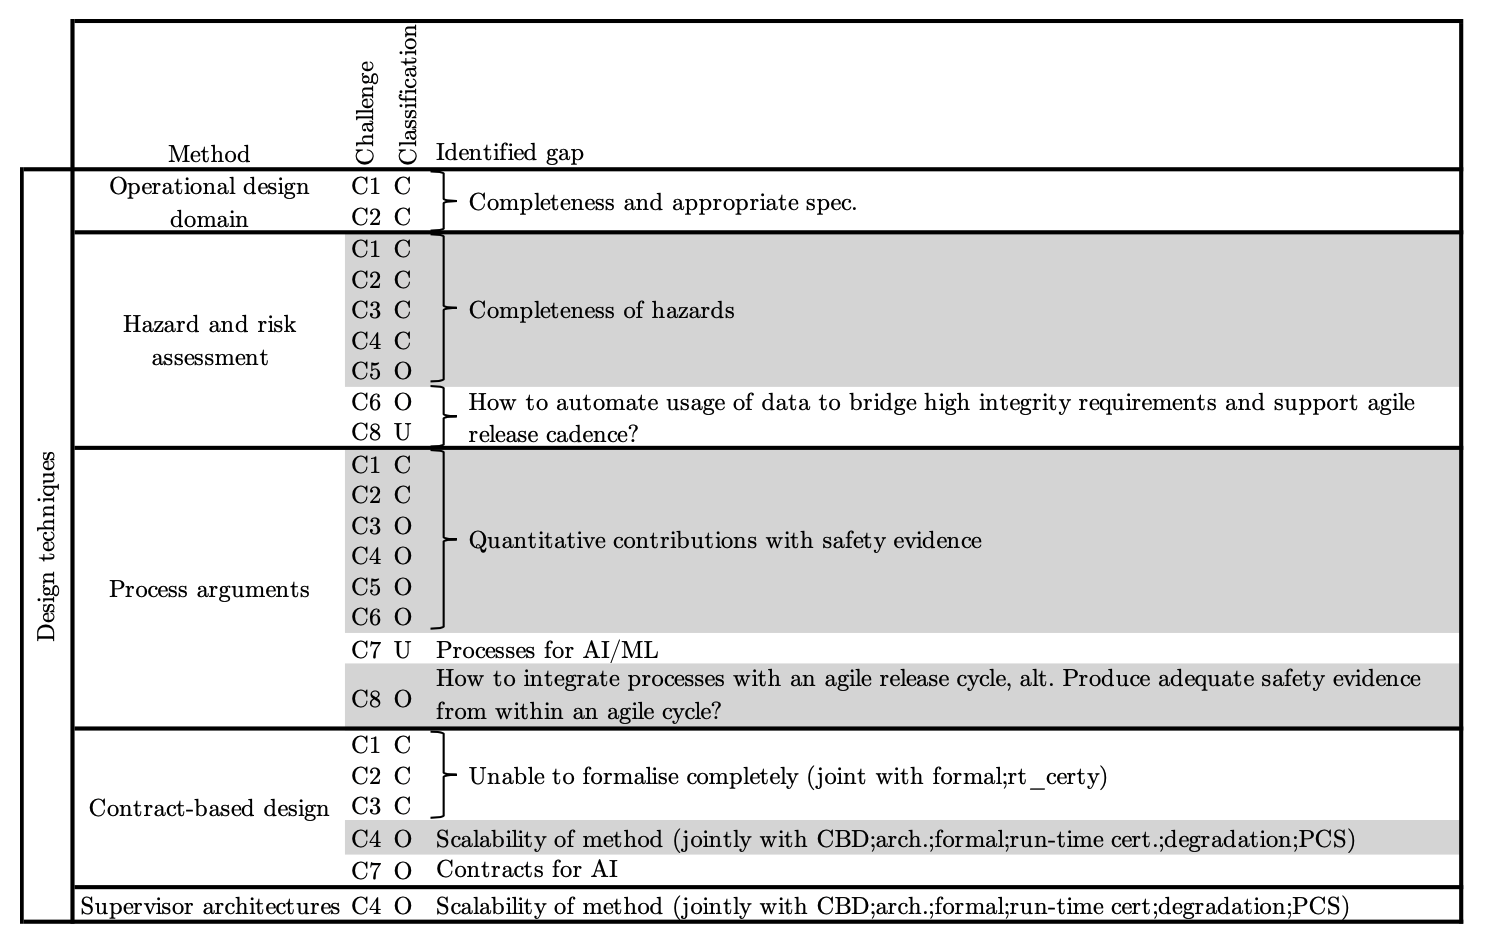 Method Challenge Classification Identified gap
Design techniques
Operational design
domain
C1 C
C2 C
Completeness and appropriate spec.
Hazard and risk
assessment
C1 C
C2 C
C3 C
C4 C
C5 O
Completeness of hazards
C6 O
C8 U
How to automate usage of data to bridge high integrity requirements and support agile
release cadence?
Process arguments
C1 C
C2 C
C3 O
C4 O
C5 O
C6 O
Quantitative contributions with safety evidence
C7 U Processes for AI/ML
C8 O
How to integrate processes with an agile release cycle, alt. Produce adequate safety evidence
from within an agile cycle?
Contract-based design
C1 C
C2 C
C3 C
Unable to formalise completely (joint with formal;rt_certy)
C4 O Scalability of method (jointly with CBD;arch.;formal;run-time cert.;degradation;PCS)
C7 O Contracts for AI
Supervisor architectures C4 O Scalability of method (jointly with CBD;arch.;formal;run-time cert;degradation;PCS)